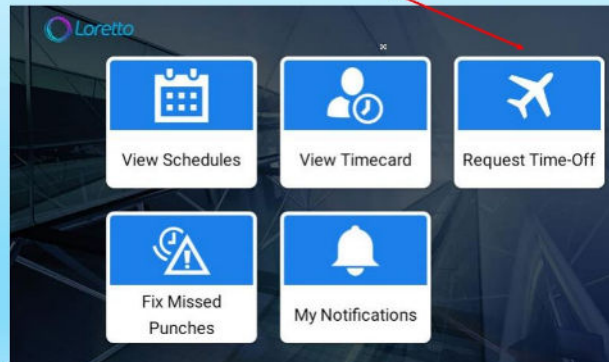 Loretto
View Schedules
View Timecard
Request Time-Off
Fix Missed
Punches
My Notifications